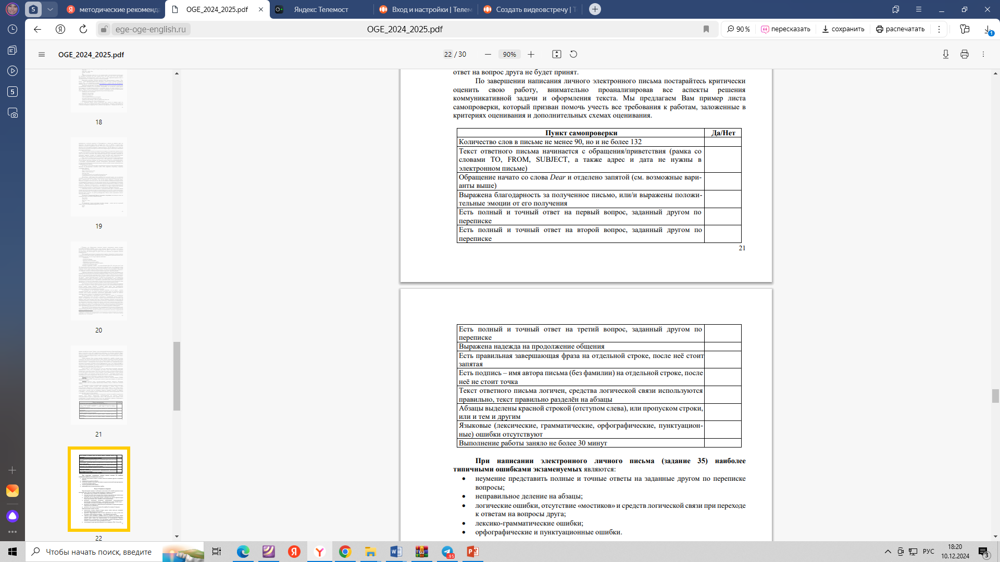 5
методические рекоменда
OGE_2024_2025.pdf
Яндекс Телемост
Вход и настройки | Телем
Создать видеовстречу | Т
ege-oge-english.ru
OGE_2024_2025.pdf
90 %
пересказать
сохранить
распечатать
1
OGE_2024_2025.pdf
22 / 30
90%
5
18
19
20
21
22
ответ на вопрос друга не будет принят.
По завершении написания личного электронного письма постарайтесь критически
оценить свою работу, внимательно проанализировав все аспекты решения
коммуникативной задачи и оформления текста. Мы предлагаем Вам пример листа
самопроверки, который призван помочь учесть все требования к работам, заложенные в
критериях оценивания и дополнительных схемах оценивания.
Пункт самопроверки Да/Нет
Количество слов в письме не менее 90, но и не более 132
Текст ответного письма начинается с обращения/приветствия (рамка со
словами TO, FROM, SUBJECT, а также адрес и дата не нужны в
электронном письме)
Обращение начато со слова Dear и отделено запятой (см. возможные вари-
анты выше)
Выражена благодарность за полученное письмо, или/и выражены положи-
тельные эмоции от его получения
Есть полный и точный ответ на первый вопрос, заданный другом по
переписке
Есть полный и точный ответ на второй вопрос, заданный другом по
переписке
21
Есть полный и точный ответ на третий вопрос, заданный другом по
переписке
Выражена надежда на продолжение общения
Есть правильная завершающая фраза на отдельной строке, после неё стоит
запятая
Есть подпись – имя автора письма (без фамилии) на отдельной строке, после
неё не стоит точка
Текст ответного письма логичен, средства логической связи используются
правильно, текст правильно разделён на абзацы
Абзацы выделены красной строкой (отступом слева), или пропуском строки,
или и тем и другим
Языковые (лексические, грамматические, орфографические, пунктуацион-
ные) ошибки отсутствуют
Выполнение работы заняло не более 30 минут
При написании электронного личного письма (задание 35) наиболее
типичными ошибками экзаменуемых являются:
• неумение представить полные и точные ответы на заданные другом по переписке
вопросы;
• неправильное деление на абзацы;
• логические ошибки, отсутствие «мостиков» и средств логической связи при переходе
к ответам на вопросы друга;
• лексико-грамматические ошибки;
• орфографические и пунктуационные ошибки.
Чтобы начать поиск, введите
.95
РУС
18:20
10.12.2024
3